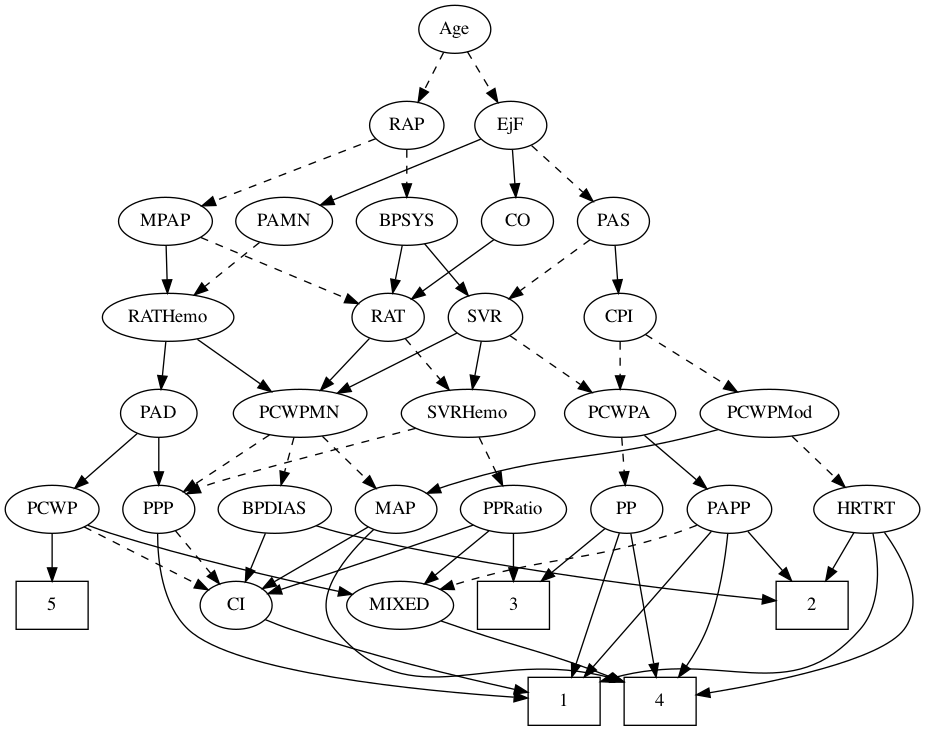 Age
RAP
EjF
MPAP
PAMN
BPSYS
CO
PAS
RATHemo
RAT
SVR
CPI
PAD
PCWPMN
SVRHemo
PCWPA
PCWPMod
PCWP
PPP
BPDIAS
MAP
PPRatio
PP
PAPP
HRTRT
5
CI
MIXED
3
2
1
4